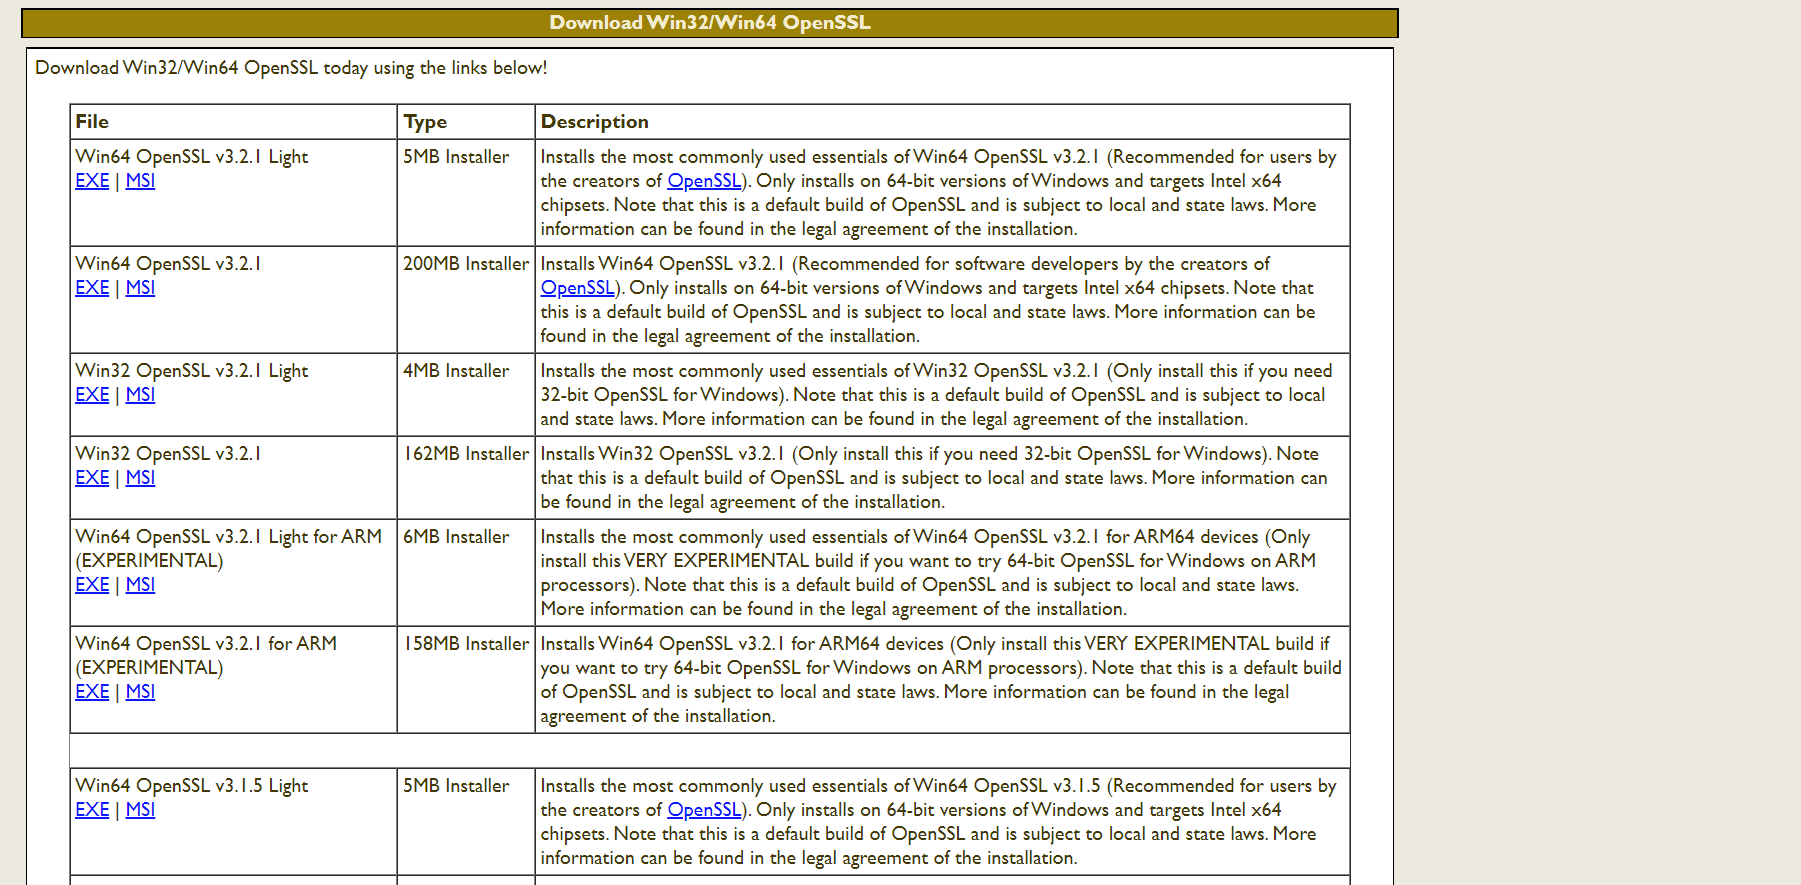 Download Win32/Win64 OpenSSL
Download Win32/Win64 OpenSSL today using the links below!
File Type Description
Win64 OpenSSL v3.2.1 Light 5MB Installer Installs the most commonly used essentials of Win64 OpenSSL v3.2.1 (Recommended for users by
EXE | MSI the creators of OpenSSL). Only installs on 64-bit versions of Windows and targets Intel x64
chipsets. Note that this is a default build of OpenSSL and is subject to local and state laws. More
information can be found in the legal agreement of the installation.
Win64 OpenSSL v3.2.1 200MB Installer Installs Win64 OpenSSL v3.2.1 (Recommended for software developers by the creators of
EXE | MSI OpenSSL). Only installs on 64-bit versions of Windows and targets Intel x64 chipsets. Note that
this is a default build of OpenSSL and is subject to local and state laws. More information can be
found in the legal agreement of the installation.
Win32 OpenSSL v3.2.1 Light 4MB Installer Installs the most commonly used essentials of Win32 OpenSSL v3.2.1 (Only install this if you need
EXE | MSI 32-bit OpenSSL for Windows). Note that this is a default build of OpenSSL and is subject to local
and state laws. More information can be found in the legal agreement of the installation.
Win32 OpenSSL v3.2.1 162MB Installer Installs Win32 OpenSSL v3.2.1 (Only install this if you need 32-bit OpenSSL for Windows). Note
EXE | MSI that this is a default build of OpenSSL and is subject to local and state laws. More information can
be found in the legal agreement of the installation.
Win64 OpenSSL v3.2.1 Light for ARM 6MB Installer Installs the most commonly used essentials of Win64 OpenSSL v3.2.1 for ARM64 devices (Only
(EXPERIMENTAL) install this VERY EXPERIMENTAL build if you want to try 64-bit OpenSSL for Windows on ARM
EXE | MSI processors). Note that this is a default build of OpenSSL and is subject to local and state laws.
More information can be found in the legal agreement of the installation.
Win64 OpenSSL v3.2.1 for ARM 158MB Installer Installs Win64 OpenSSL v3.2.1 for ARM64 devices (Only install this VERY EXPERIMENTAL build if
(EXPERIMENTAL) you want to try 64-bit OpenSSL for Windows on ARM processors). Note that this is a default build
EXE | MSI of OpenSSL and is subject to local and state laws. More information can be found in the legal
agreement of the installation.
Win64 OpenSSL v3.1.5 Light 5MB Installer Installs the most commonly used essentials of Win64 OpenSSL v3.1.5 (Recommended for users by
EXE | MSI the creators of OpenSSL). Only installs on 64-bit versions of Windows and targets Intel x64
chipsets. Note that this is a default build of OpenSSL and is subject to local and state laws. More
information can be found in the legal agreement of the installation.